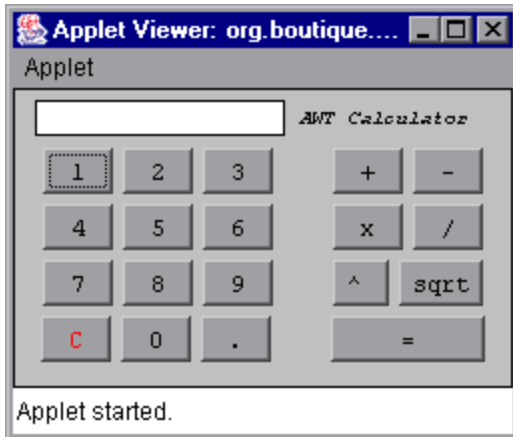 Applet Viewer: org.boutique....
Applet
AWT Calculator
1 2 3 + -
4 5 6 x /
7 8 9 ^ sqrt
C 0 . =
Applet started.